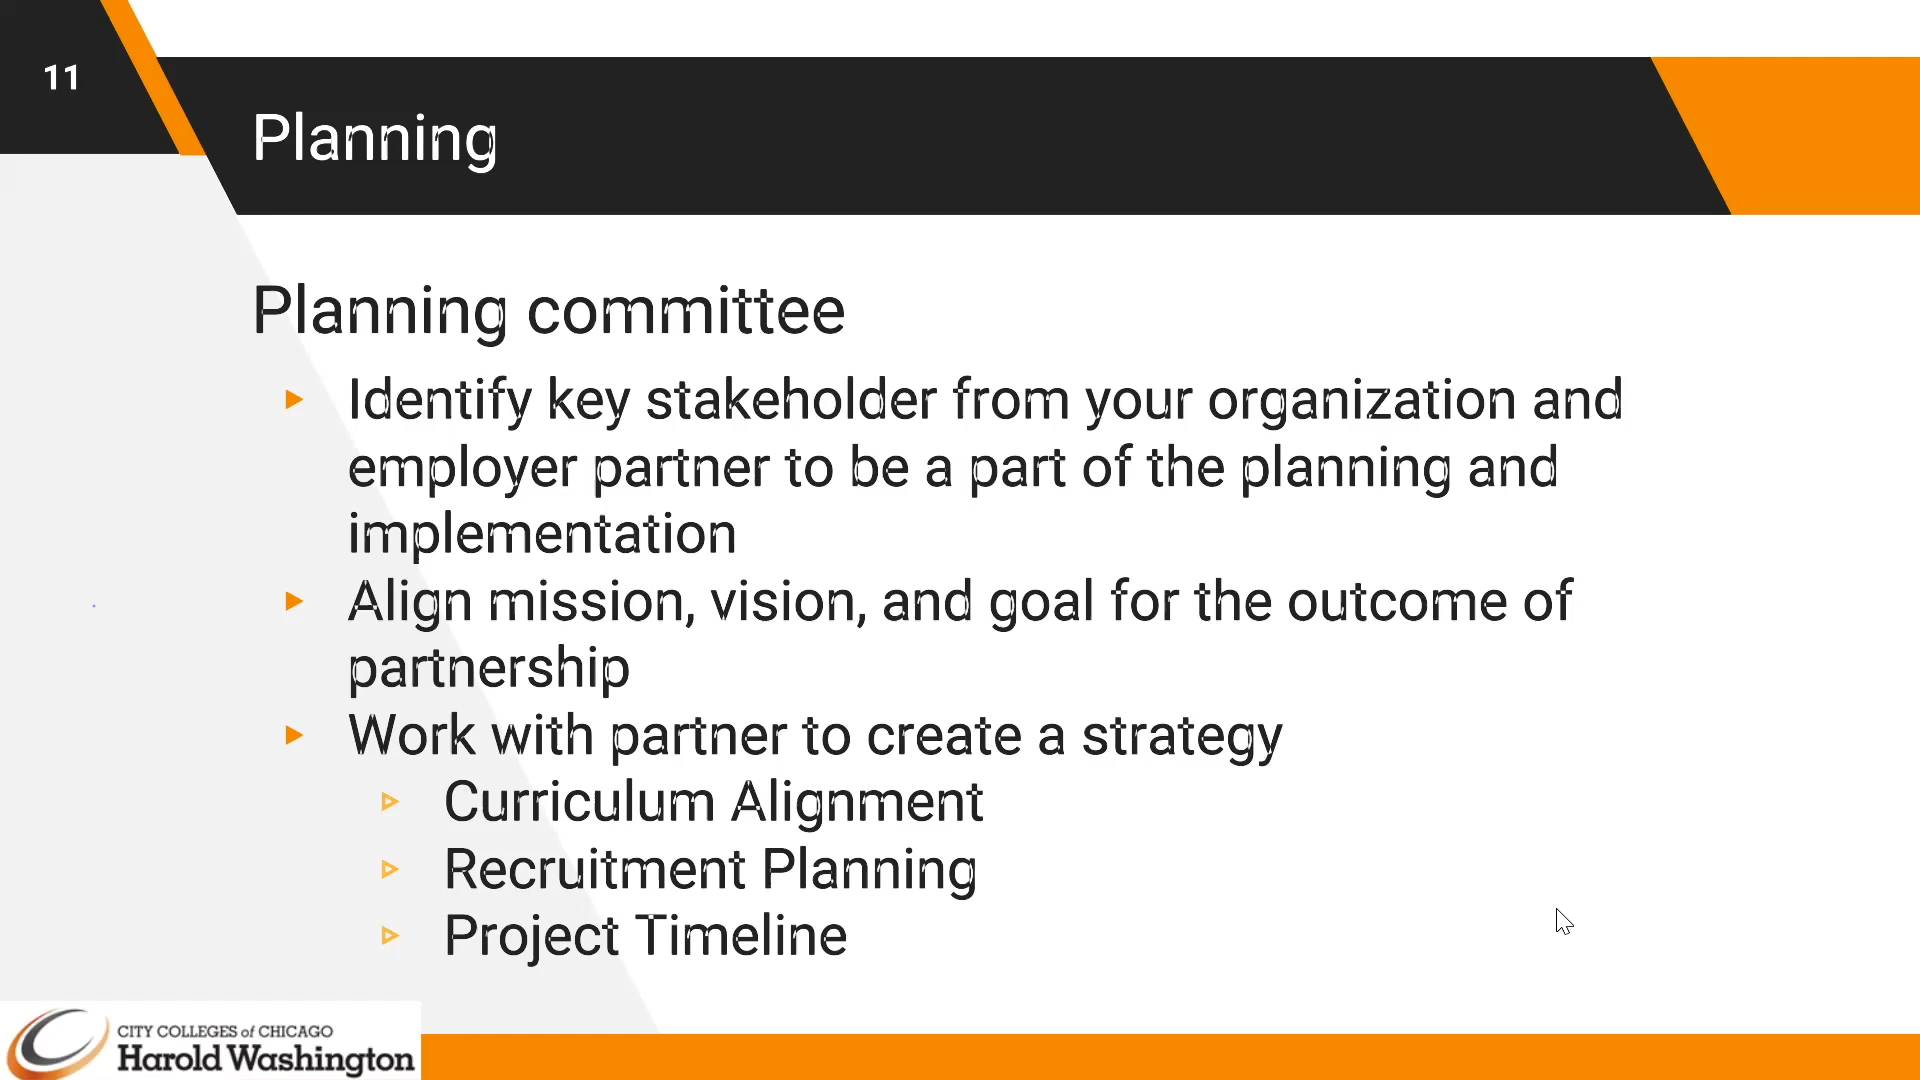 11
Planning
Planning committee
Identify key stakeholder from your organization and
employer partner to be a part of the planning and
implementation
Align mission, vision, and goal for the outcome of
partnership
Work with partner to create a strategy
Curriculum Alignment
Recruitment Planning
Project Timeline
CITY COLLEGES of CHICAGO
Harold Washington